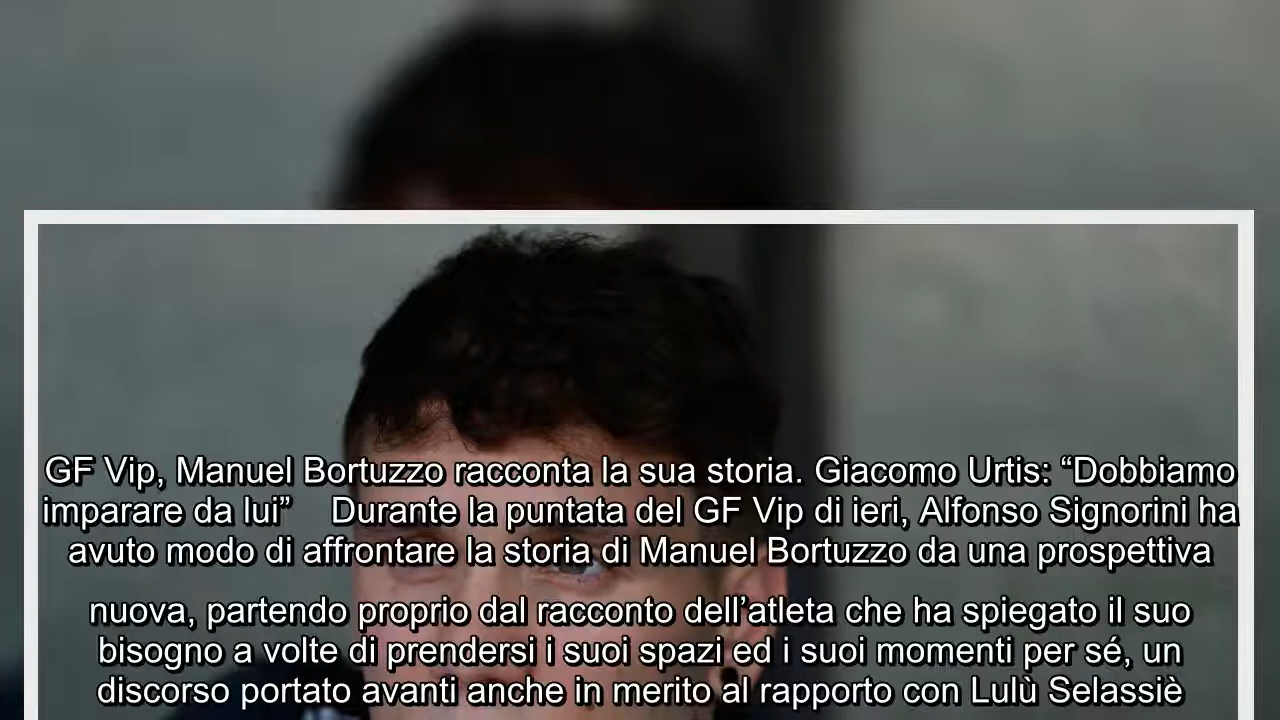 GF Vip, Manuel Bortuzzo racconta la sua storia. Giacomo Urtis: “Dobbiamo
imparare da lui” Durante la puntata del GF Vip di ieri, Alfonso Signorini ha
avuto modo di affrontare la storia di Manuel Bortuzzo da una prospettiva
nuova, partendo proprio dal racconto dell’atleta che ha spiegato il suo
bisogno a volte di prendersi i suoi spazi ed i suoi momenti per sé, un
discorso portato avanti anche in merito al rapporto con Lulù Selassiè